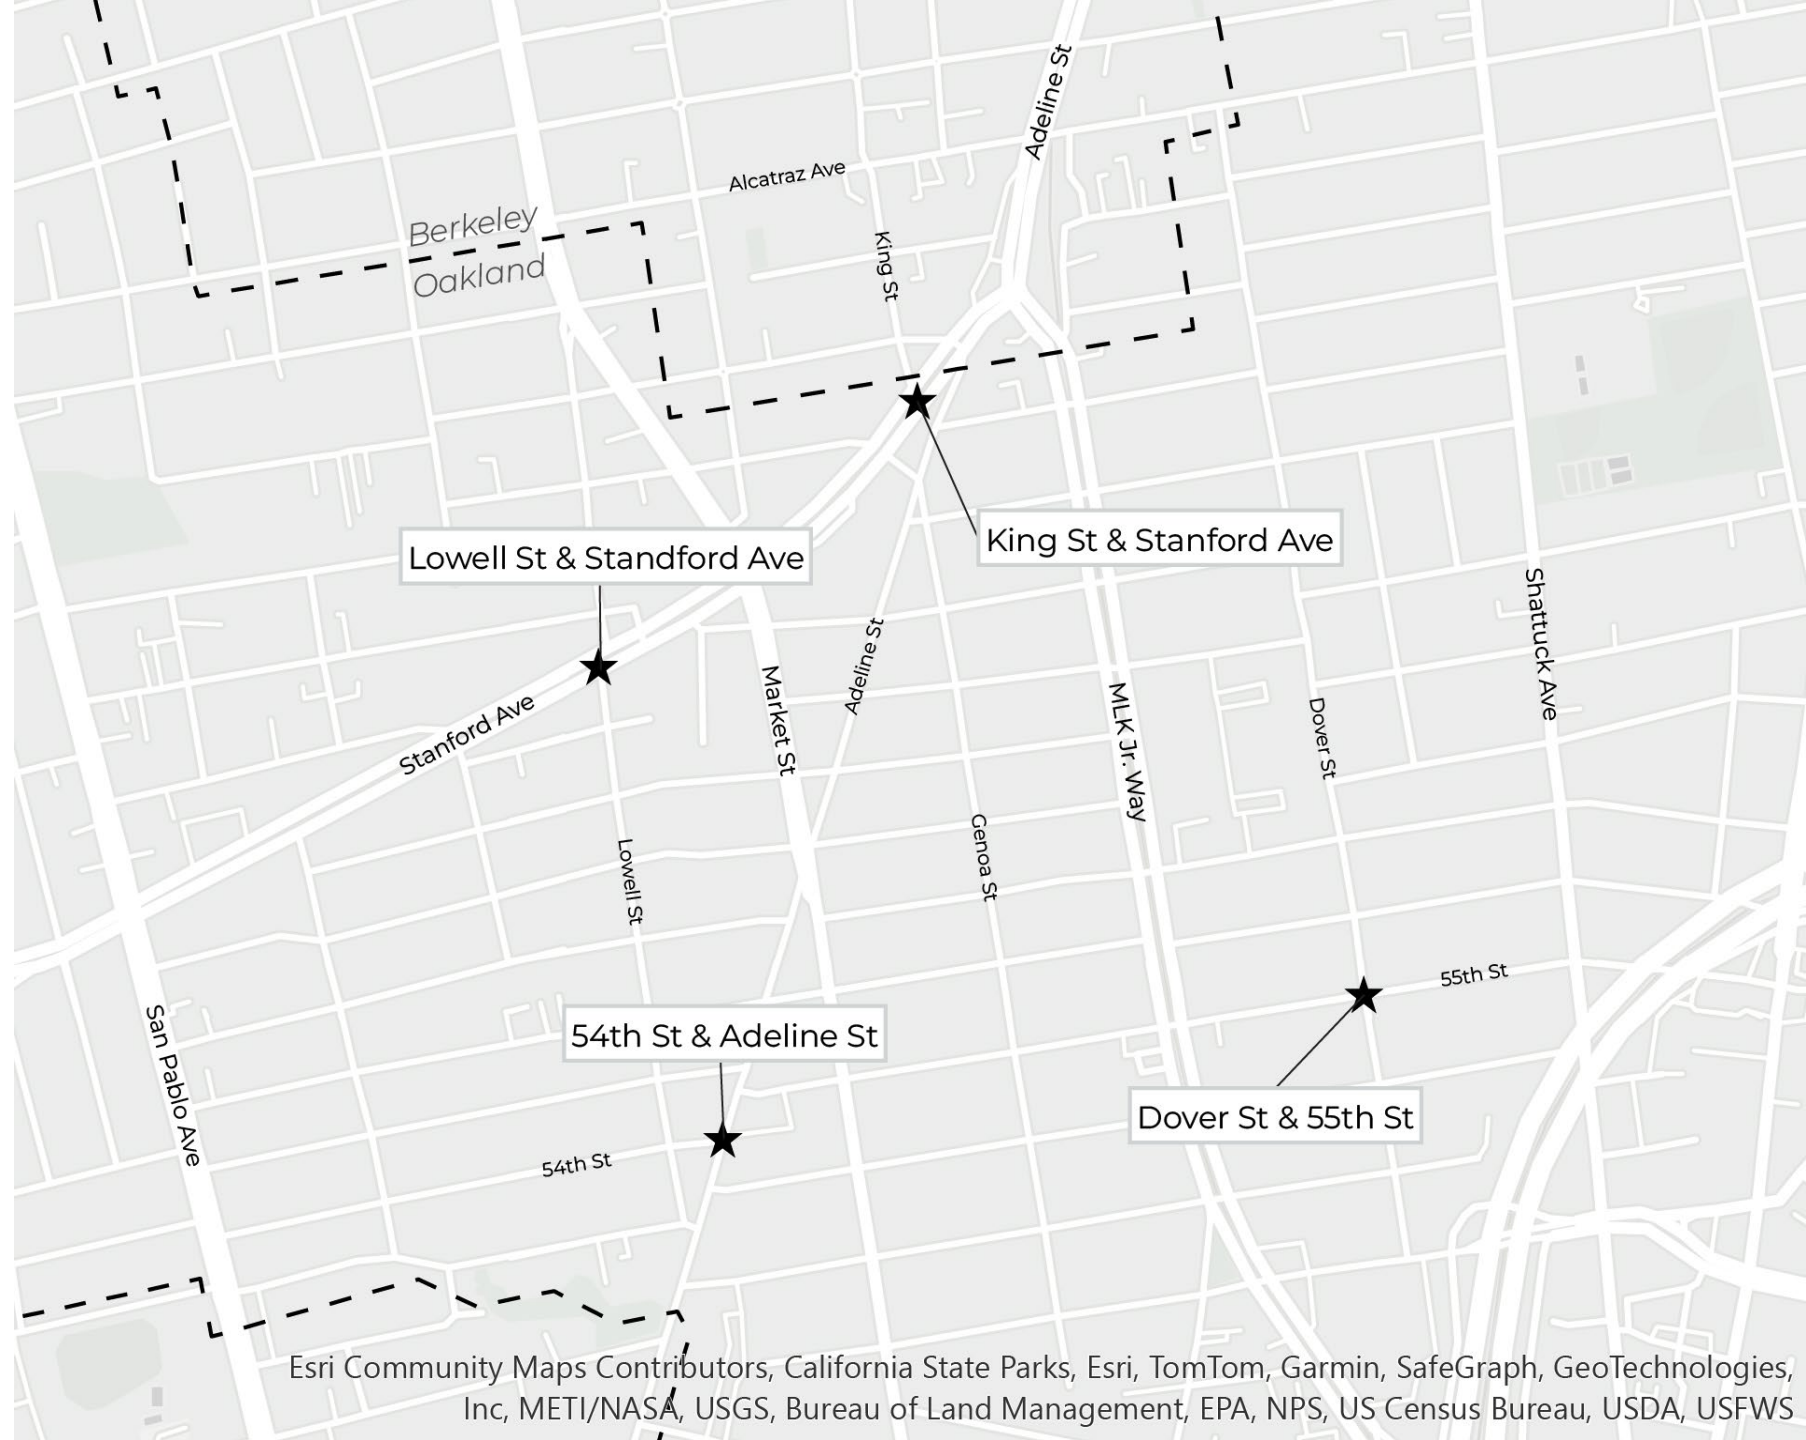 Adeline St
Alcatraz Ave
Berkeley
Oakland
King St
King St & Stanford Ave
Lowell St & Standford Ave
Adeline St
Shattuck Ave
Market St
MLK Jr. Way
Dover St
Stanford Ave
Lowell St
Genoa St
55th St
San Pablo Ave
54th St & Adeline St
Dover St & 55th St
54th St
Esri Community Maps Contributors, California State Parks, Esri, TomTom, Garmin, SafeGraph, GeoTechnologies,
Inc, METI/NASA, USGS, Bureau of Land Management, EPA, NPS, US Census Bureau, USDA, USFWS